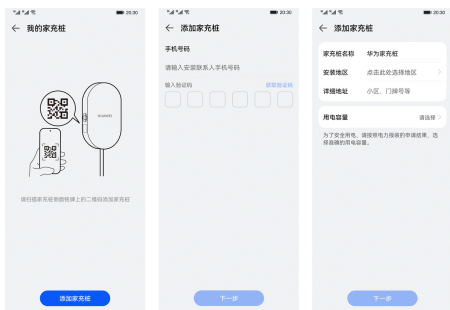 20:30
← 我的家充桩
HUAWEI
请扫描家充桩侧面铭牌上的二维码添加家充桩
添加家充桩
20:30
← 添加家充桩
手机号码
请输入安装联系人手机号码
输入验证码 获取验证码
下一步
20:30
← 添加家充桩
家充桩名称 华为家充桩
安装地区 点击此处选择地区
详细地址 小区、门牌号等
用电容量 请选择
为了安全用电，请按照电力报装的申请结果，选
择准确的用电容量。
下一步